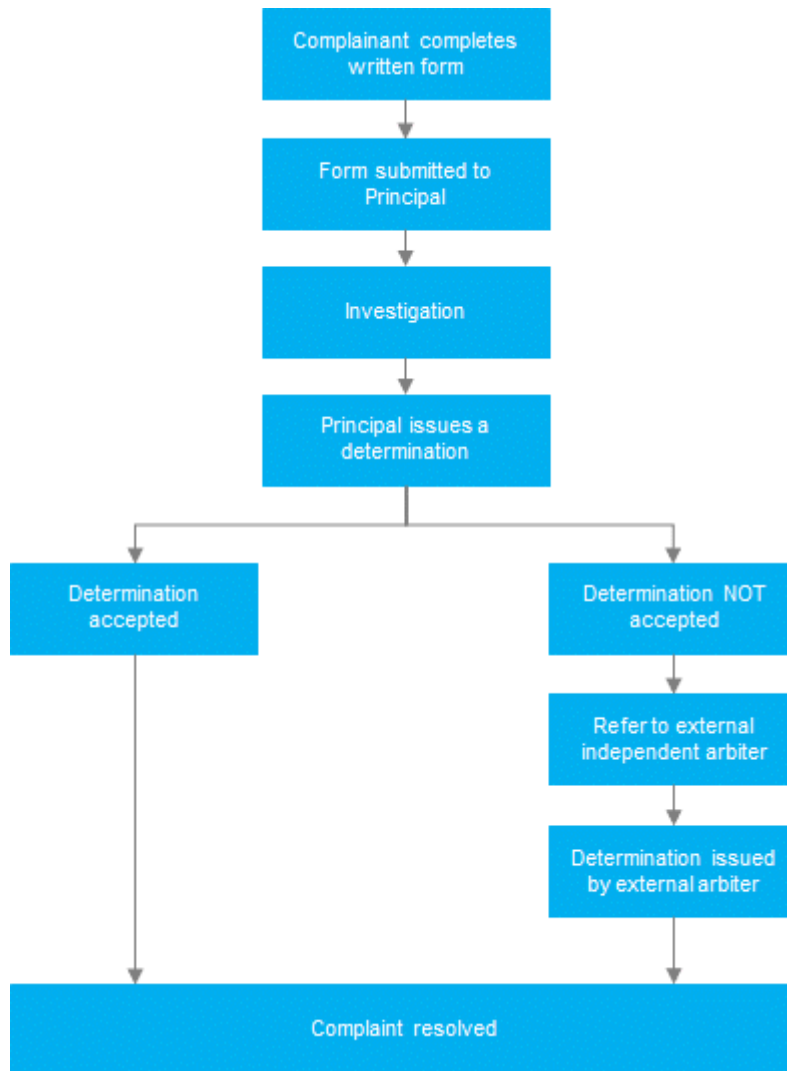 Complainant completes
written form
Form submitted to
Principal
Investigation
Principal issues a
determination
Determination
accepted
Determination NOT
accepted
Refer to external
independent arbiter
Determination issued
by external arbiter
Complaint resolved